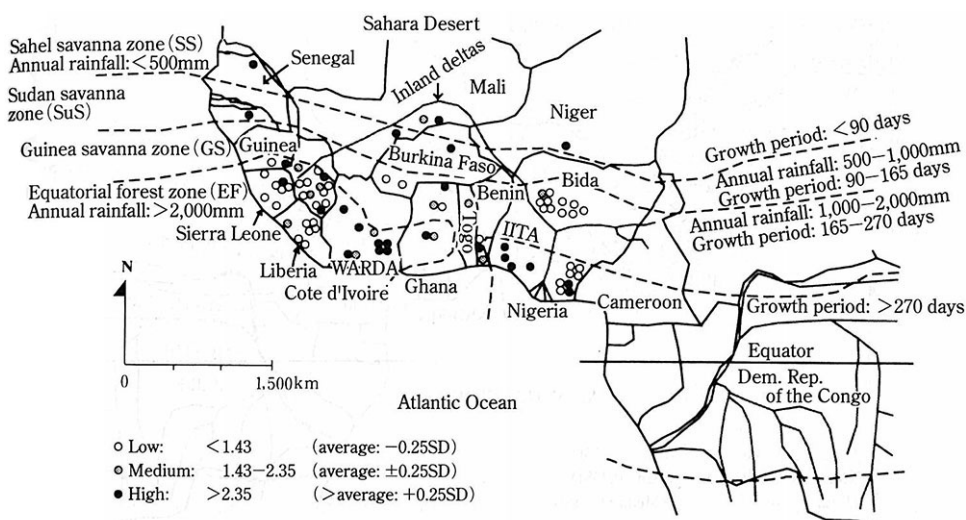 Sahara Desert
Sahel savanna zone (SS)
Annual rainfall: <500mm
Senegal
Inland deltas
Mali
Sudan savanna
zone (SuS)
Niger
Guinea savanna zone (GS)
Guinea
Burkina Faso
Growth period: <90 days
Benin
Bida
Annual rainfall: 500−1,000mm
Growth period: 90−165 days
Equatorial forest zone (EF)
Annual rainfall: >2,000mm
Annual rainfall: 1,000−2,000mm
Growth period: 165−270 days
Sierra Leone
Togo
IITA
Liberia
WARDA
Cote d'Ivoire
Ghana
N
Nigeria
Cameroon
Growth period: >270 days
Equator
0
1,500km
Dem. Rep.
of the Congo
Atlantic Ocean
Low: <1.43 (average: −0.25SD)
Medium: 1.43−2.35 (average: ±0.25SD)
High: >2.35 (>average: +0.25SD)